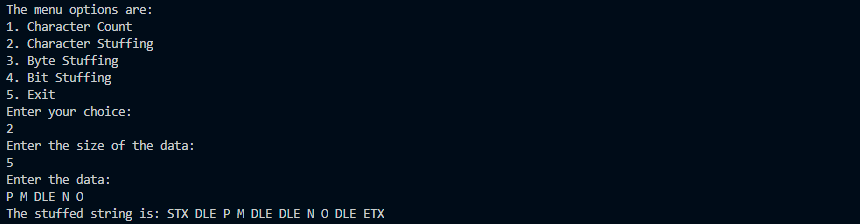 The menu options are:
1. Character Count
2. Character Stuffing
3. Byte Stuffing
4. Bit Stuffing
5. Exit
Enter your choice:
2
Enter the size of the data:
5
Enter the data:
P M DLE N O
The stuffed string is: STX DLE P M DLE DLE N O DLE ETX